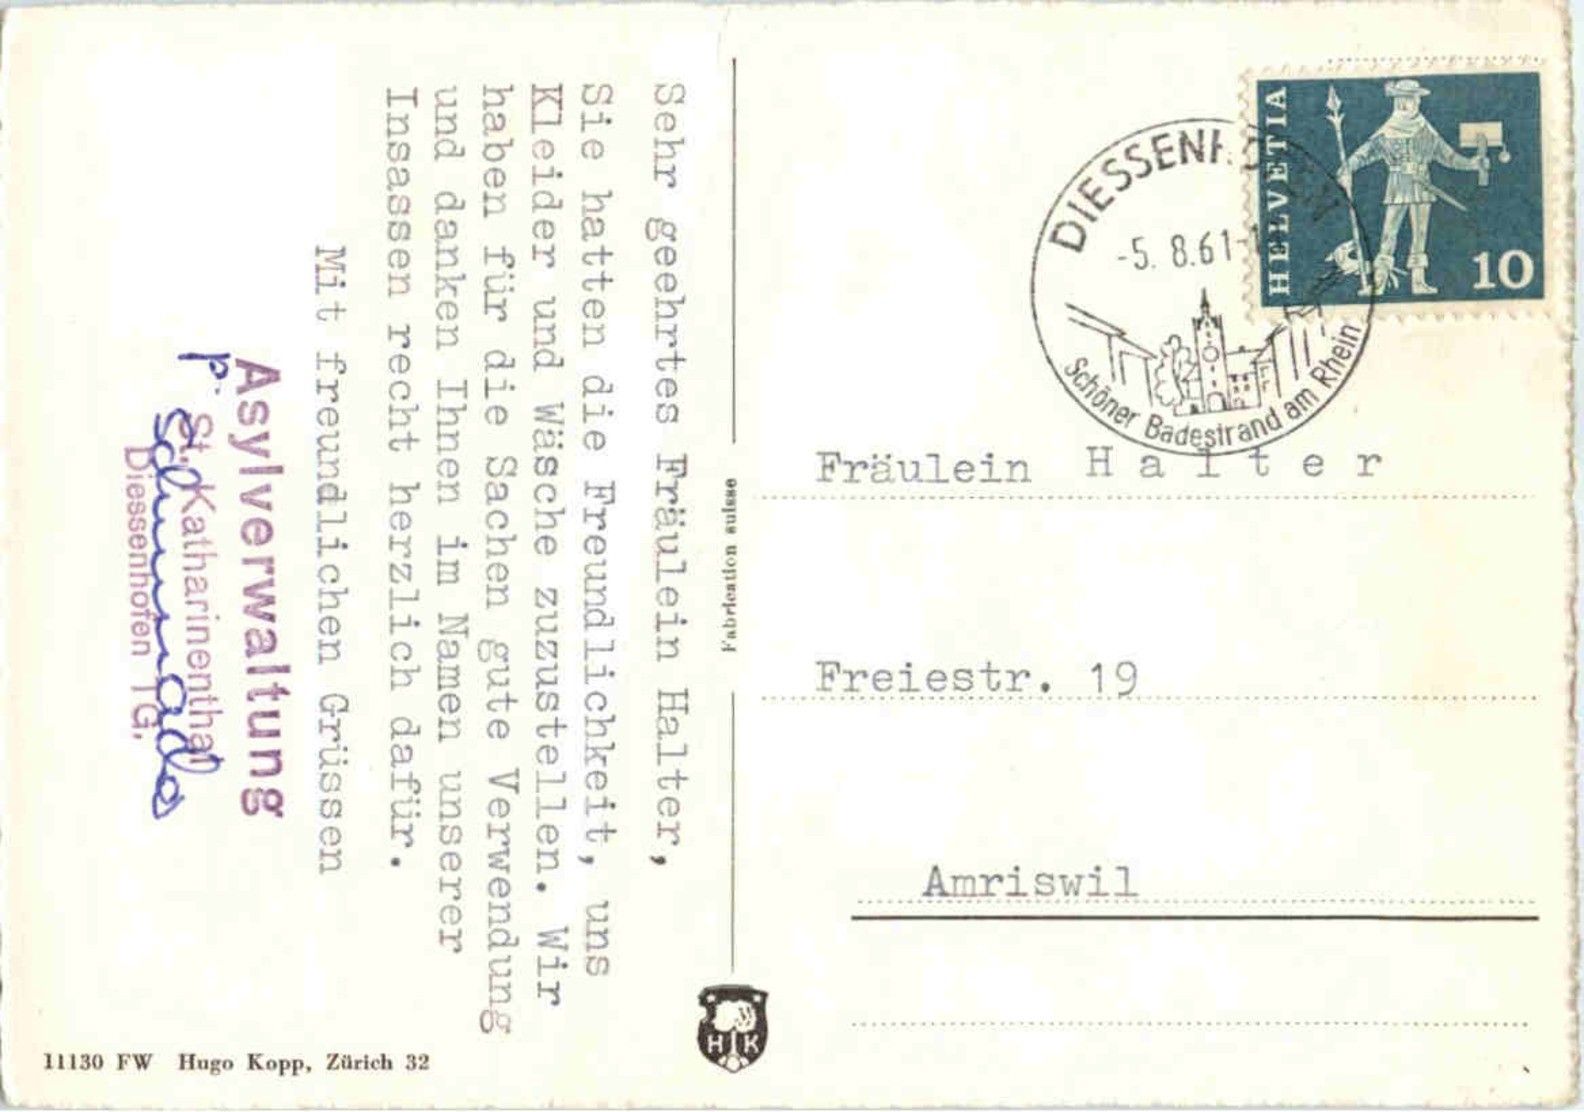 Sehr geehrtes Fräulein Halter,
Sie hatten die Freundlichkeit, uns
Kleider und Wäsche zuzustellen. Wir
haben für die Sachen gute Verwendung
und danken Ihnen im Namen unserer
Insassen recht herzlich dafür.
Mit freundlichen Grüssen
Asylverwaltung
p.
St. Katharinenthal
Diessenhofen TG.
Fabrication suisse
HELVETIA
10
DIESSENHOFEN
-5. 8.61
Schöner Badestrand am Rhein
Fräulein Halter
Freiestr. 19
Amriswil
H K
11130 FW Hugo Kopp, Zürich 32